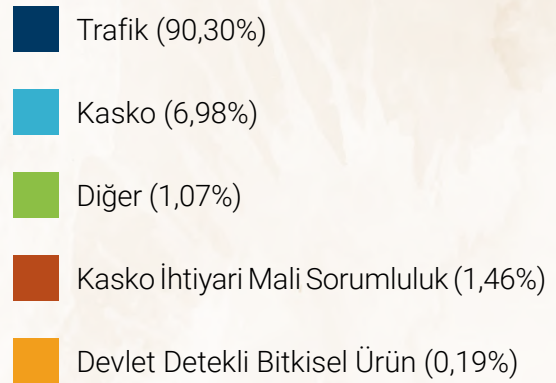 Trafik (90,30%)
Kasko (6,98%)
Diğer (1,07%)
Kasko İhtiyari Mali Sorumluluk (1,46%)
Devlet Detekli Bitkisel Ürün (0,19%)